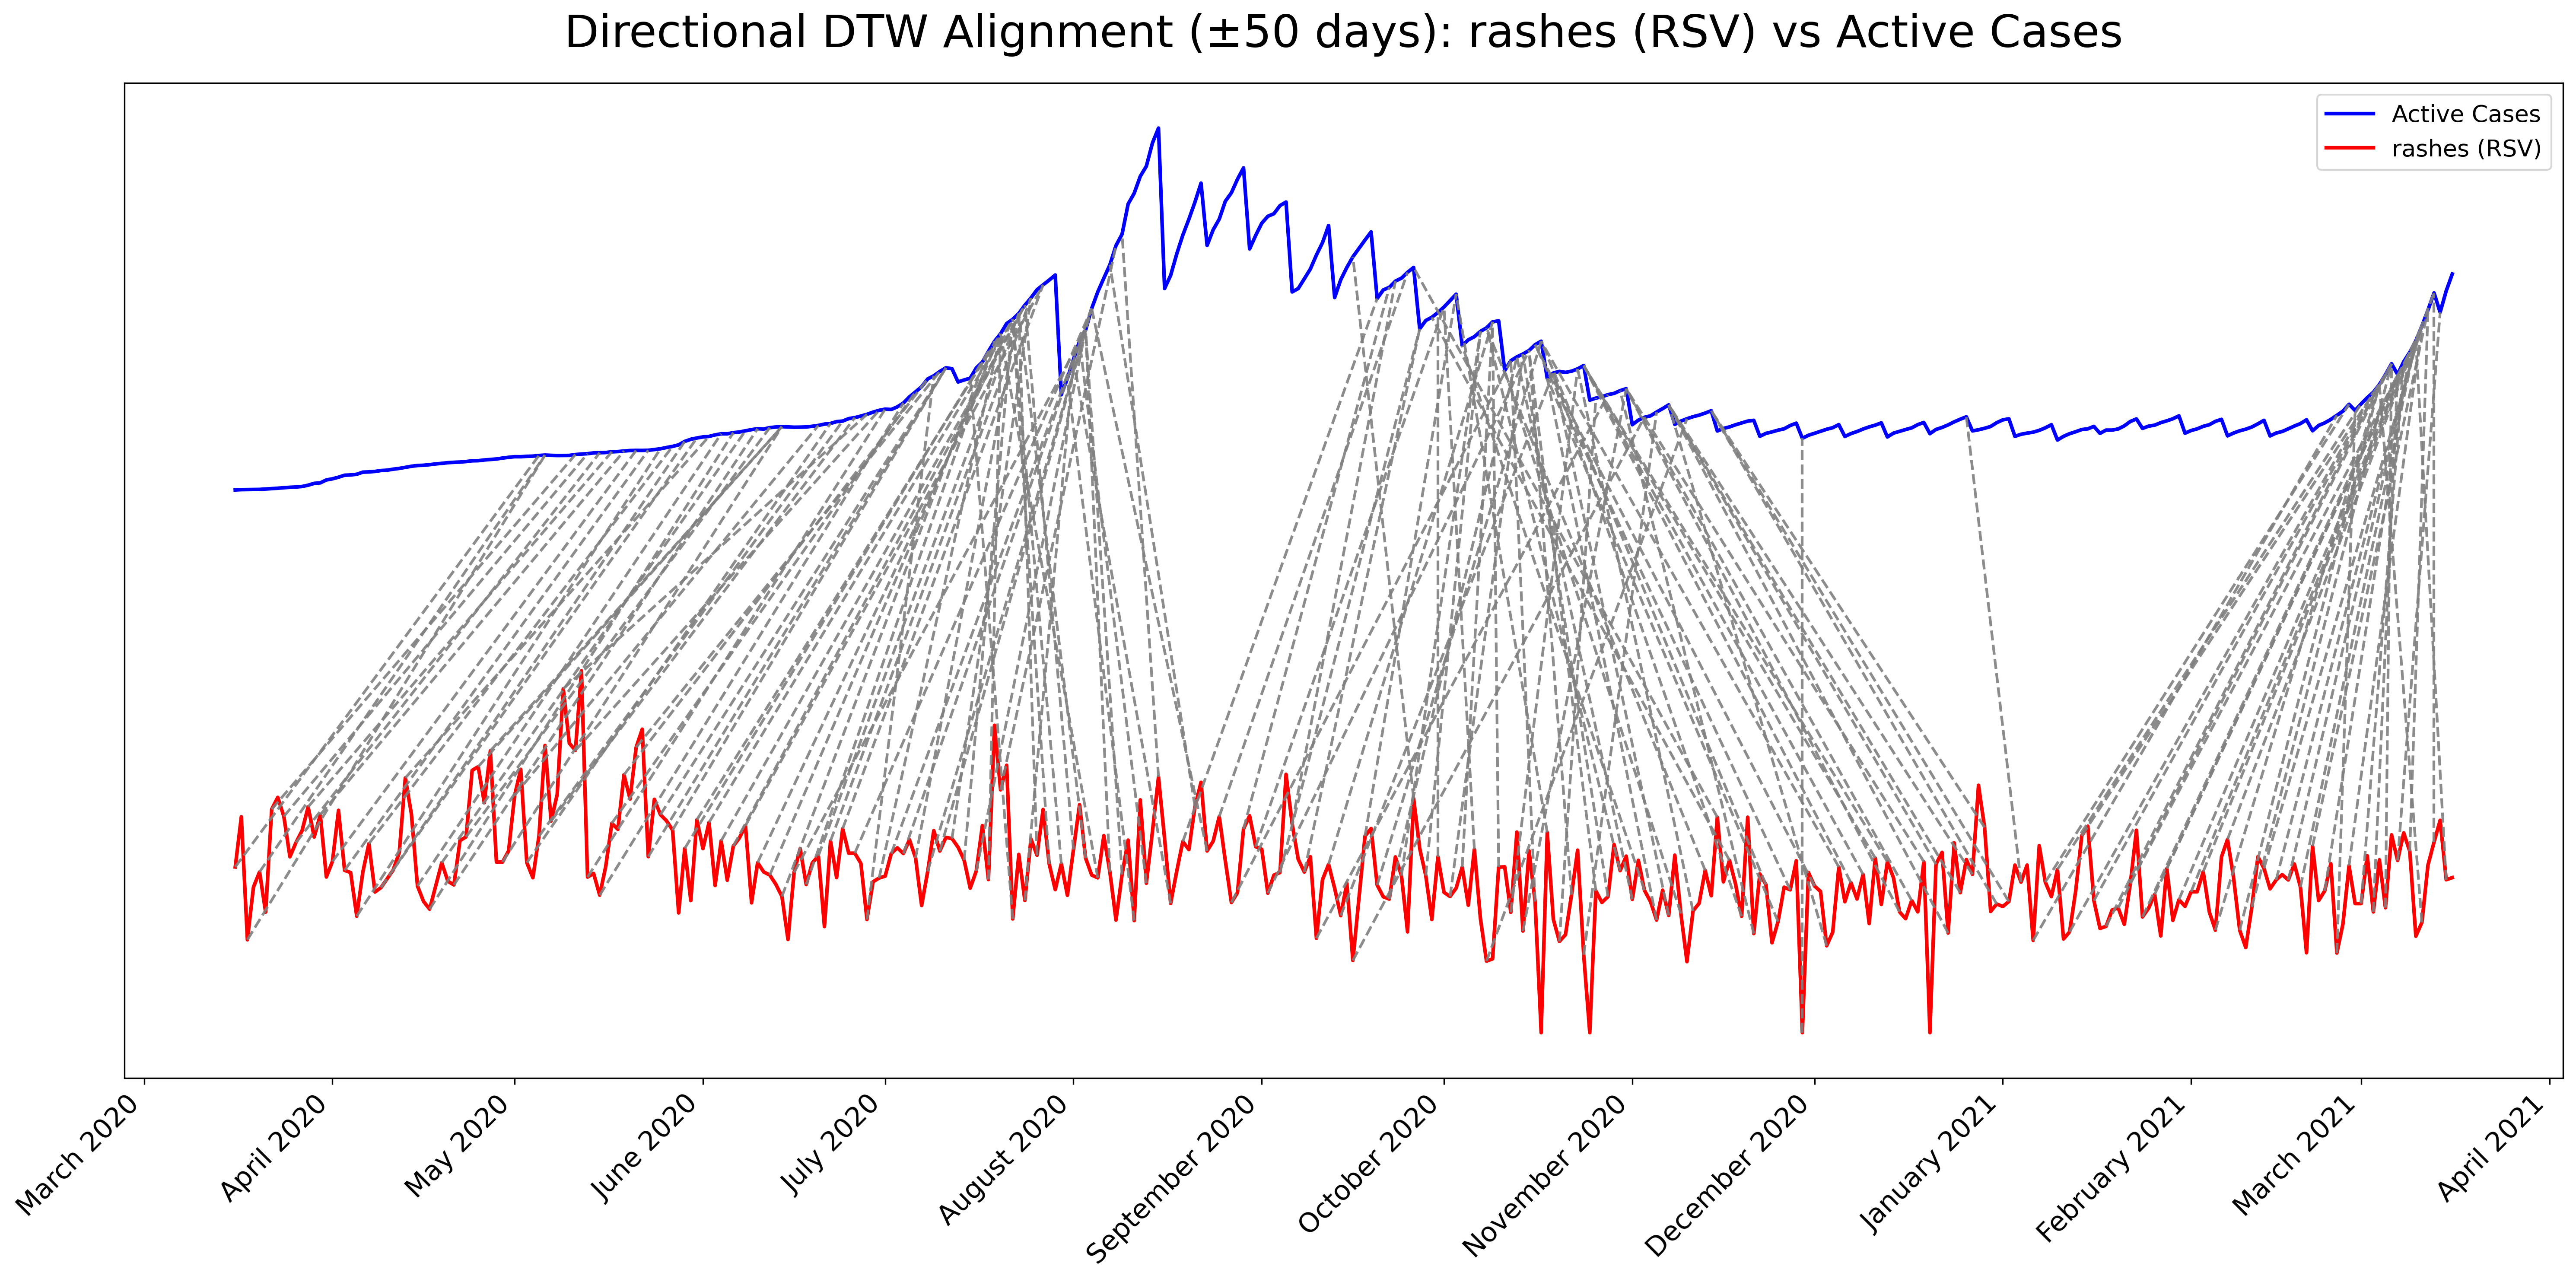 Directional DTW Alignment (±50 days): rashes (RSV) vs Active Cases
Active Cases
rashes (RSV)
March 2020
April 2020
May 2020
June 2020
July 2020
August 2020
September 2020
October 2020
November 2020
December 2020
January 2021
February 2021
March 2021
April 2021